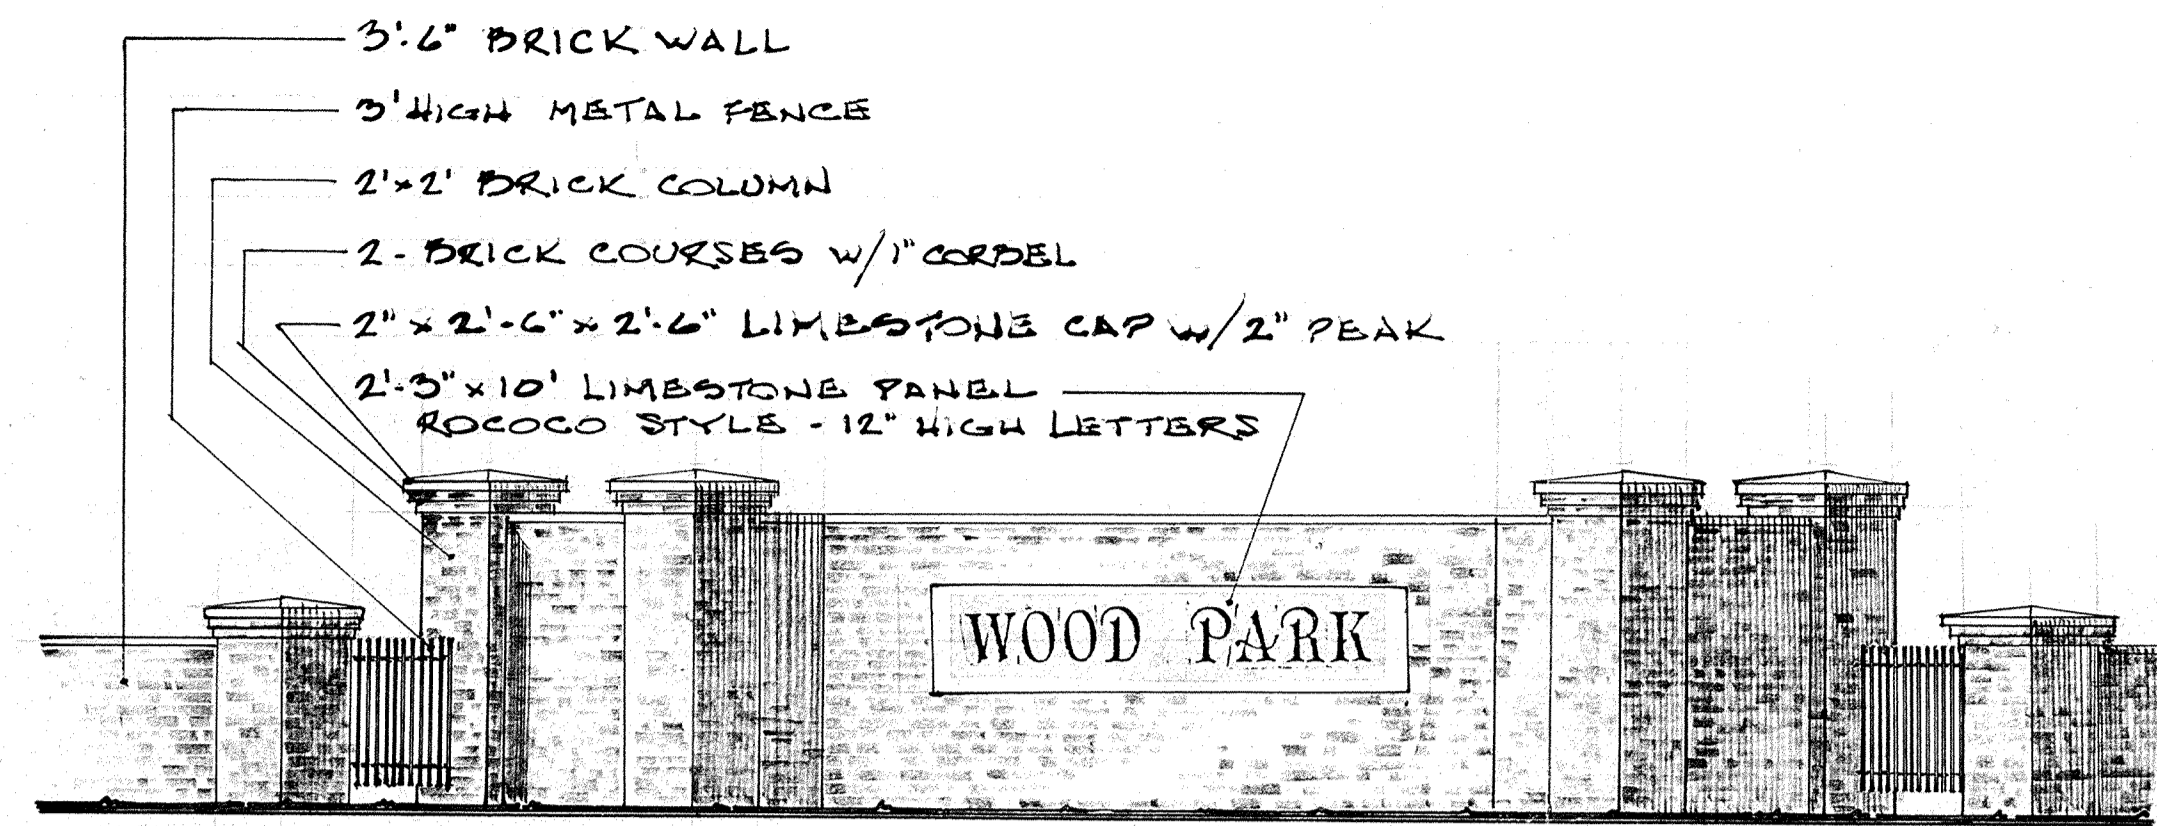 3'-6" BRICK WALL
3' HIGH METAL FENCE
2'x2' BRICK COLUMN
2 - BRICK COURSES W/1" CORBEL
2" x 2'-6" x 2'-6" LIMESTONE CAP W/2" PEAK
2'-3" x 10' LIMESTONE PANEL
ROCOCO STYLE - 12" HIGH LETTERS
WOOD PARK